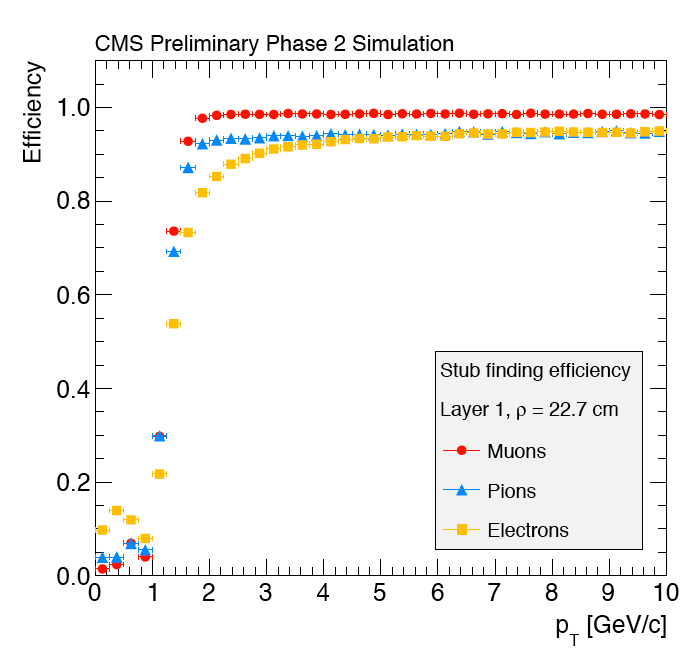 CMS Preliminary Phase 2 Simulation
Efficiency
1.0
0.8
0.6
0.4
0.2
0.0
0 1 2 3 4 5 6 7 8 9 10
p_T [GeV/c]
Stub finding efficiency
Layer 1, ρ = 22.7 cm
Muons
Pions
Electrons